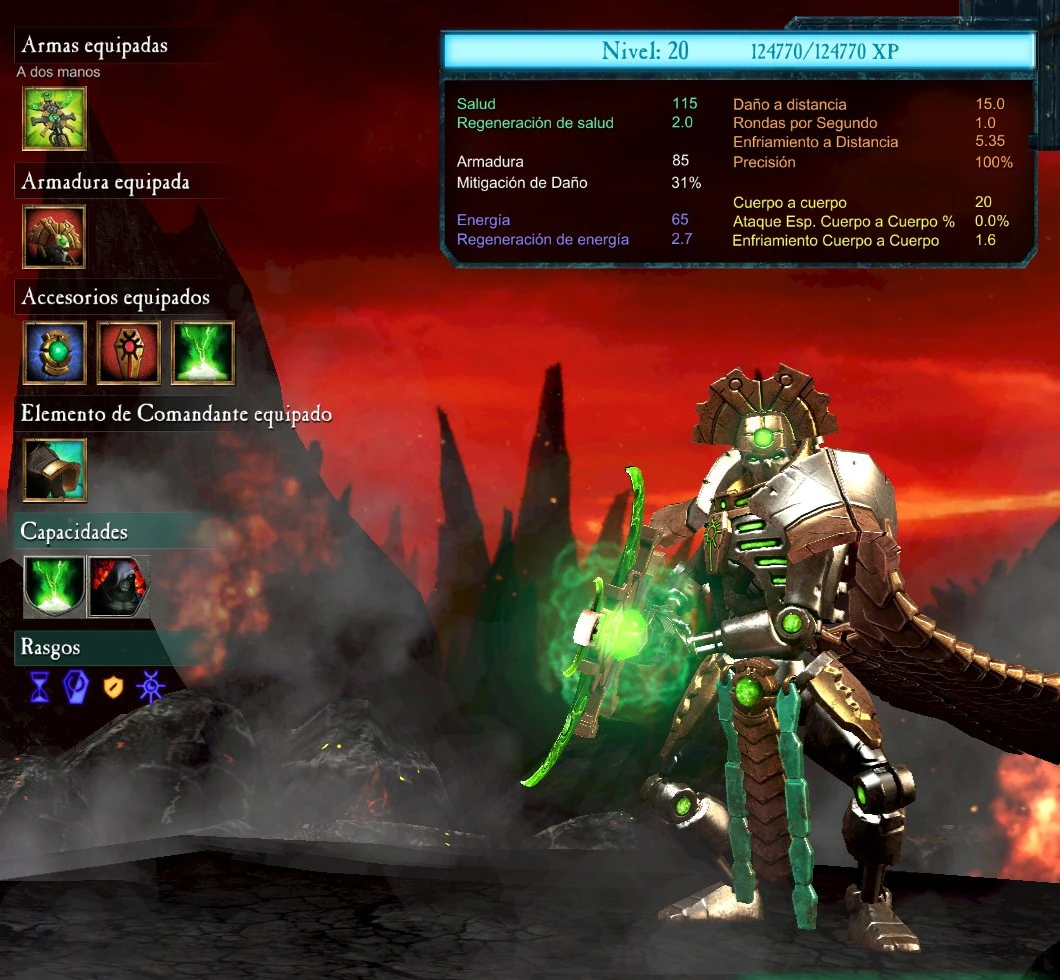 Armas equipadas
A dos manos
Armadura equipada
Accesorios equipados
Elemento de Comandante equipado
Capacidades
Rasgos
Nivel: 20 124770/124770 XP
Salud 115
Regeneración de salud 2.0
Armadura 85
Mitigación de Daño 31%
Energía 65
Regeneración de energía 2.7
Daño a distancia 15.0
Rondas por Segundo 1.0
Enfriamiento a Distancia 5.35
Precisión 100%
Cuerpo a cuerpo 20
Ataque Esp. Cuerpo a Cuerpo % 0.0%
Enfriamiento Cuerpo a Cuerpo 1.6